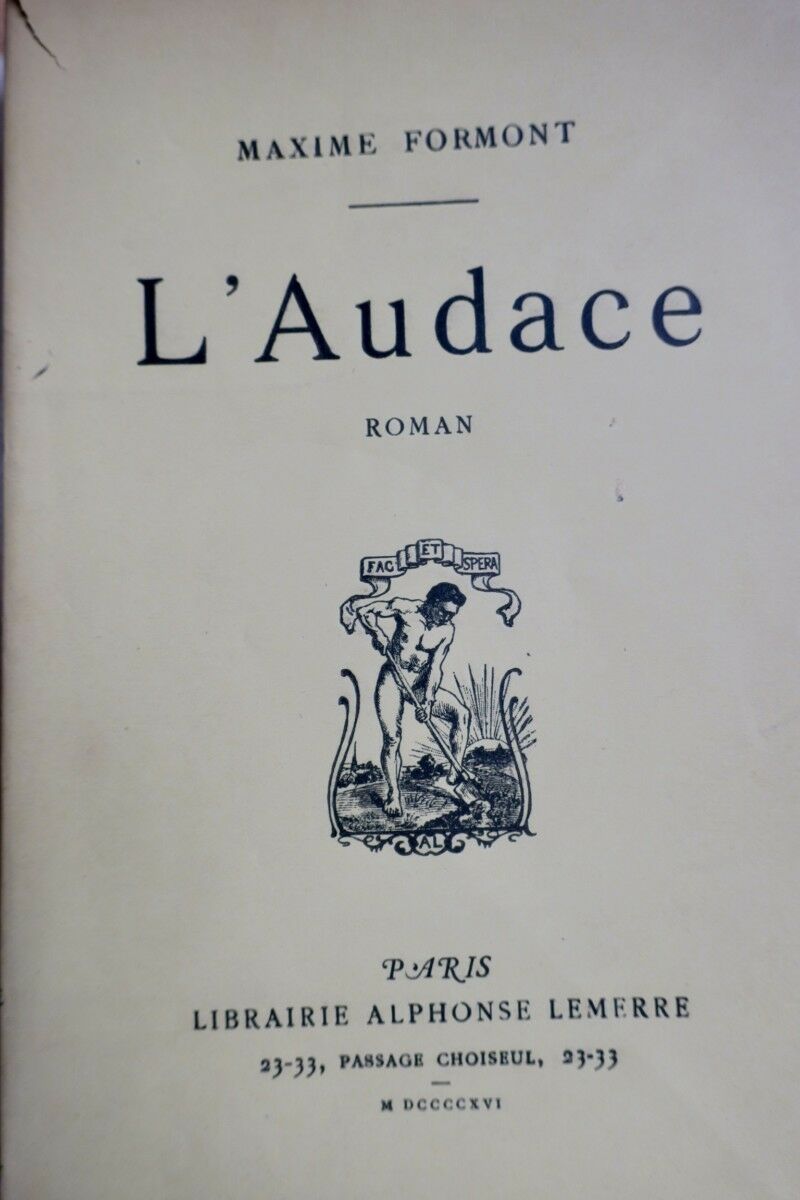 MAXIME FORMONT
L'Audace
ROMAN
FAC ET SPERA
AL
PARIS
LIBRAIRIE ALPHONSE LEMERRE
23-33, PASSAGE CHOISEUL, 23-33
M DCCCCXVI